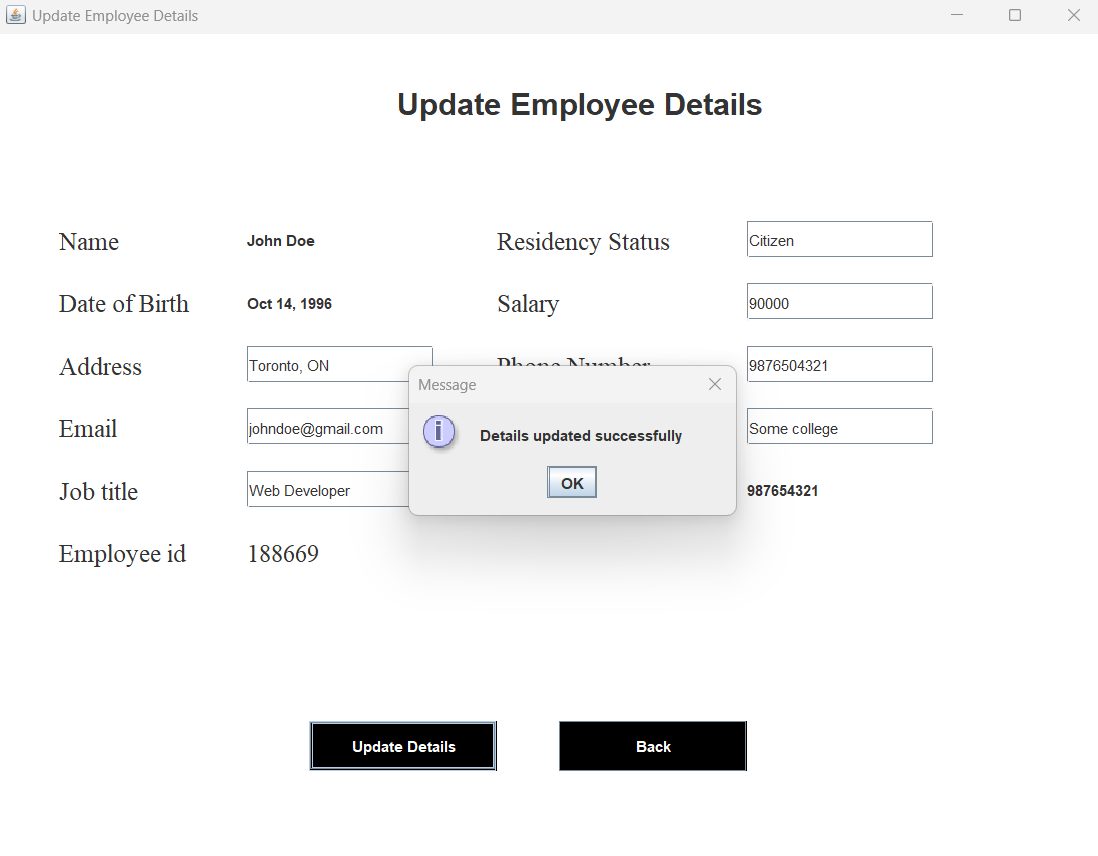 Update Employee Details
Update Employee Details
Name John Doe Residency Status Citizen
Date of Birth Oct 14, 1996 Salary 90000
Address Toronto, ON Phone Number 9876504321
Message
Email johndoe@gmail.com Some college
Details updated successfully
OK
Job title Web Developer 987654321
Employee id 188669
Update Details Back